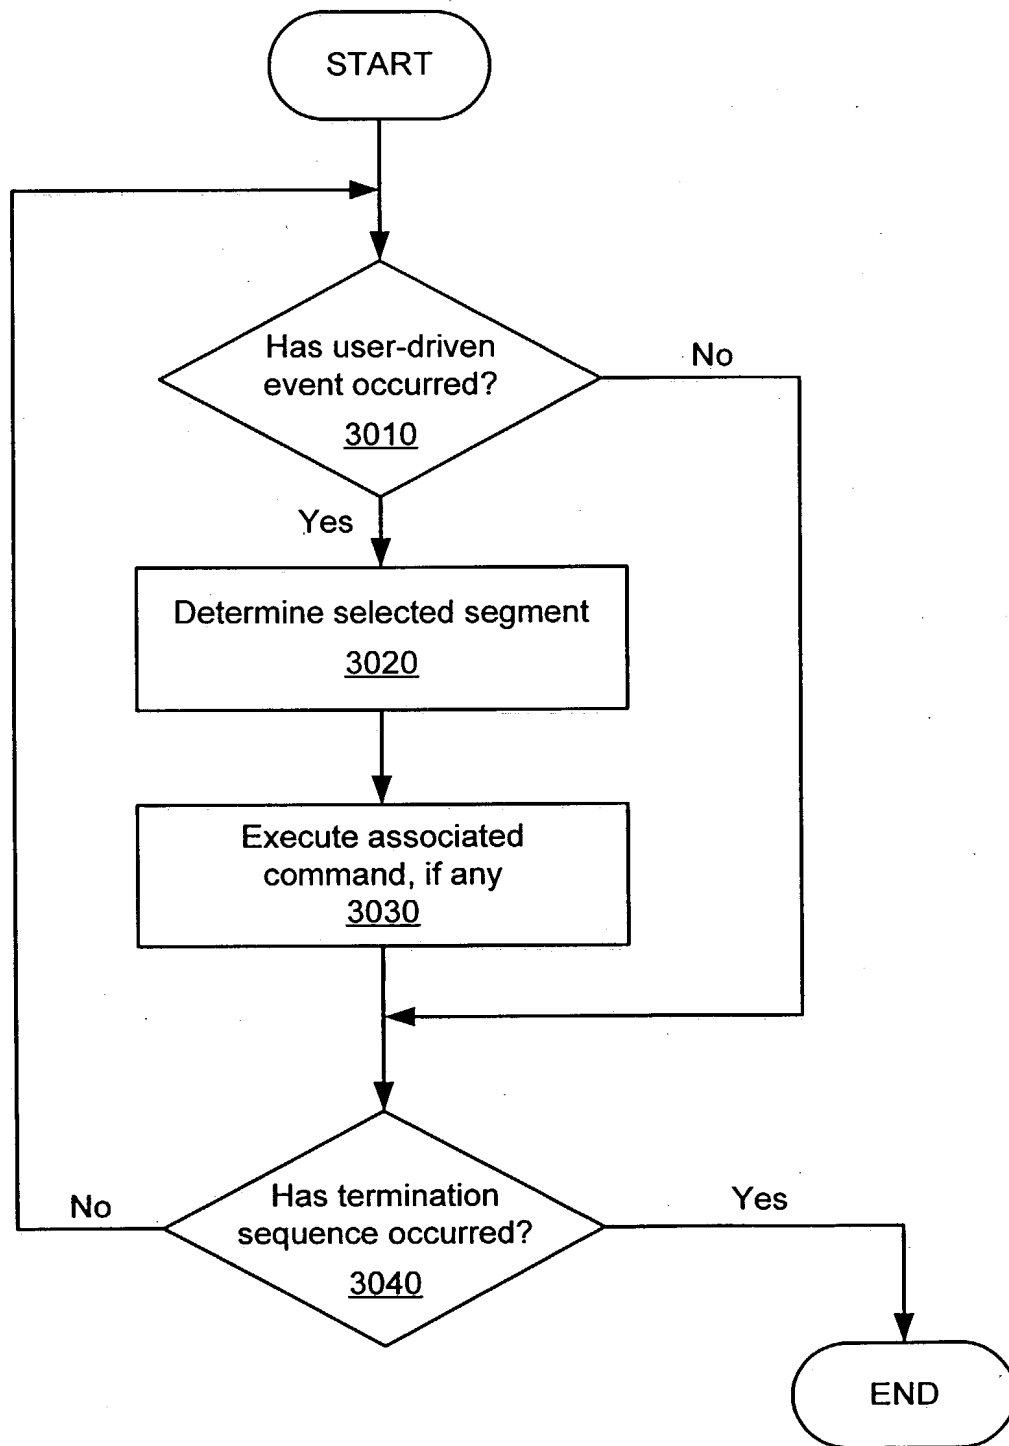 START
Has user-driven
event occurred?
3010
No
Yes
Determine selected segment
3020
Execute associated
command, if any
3030
Has termination
sequence occurred?
3040
No
Yes
END